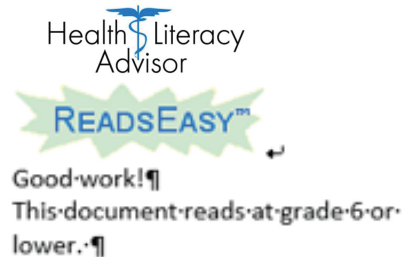 Health Literacy
Advisor
READSEASY™
Good work!¶
This document reads at grade 6 or
lower. ¶